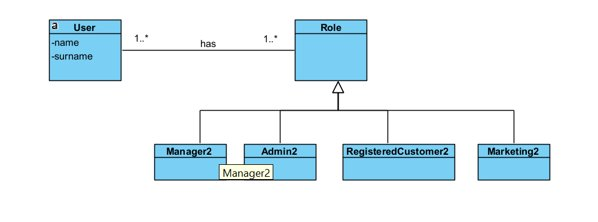 a
User
Role
-name
-surname
1..*
has
1..*
Manager2
Admin2
RegisteredCustomer2
Marketing2
Manager2